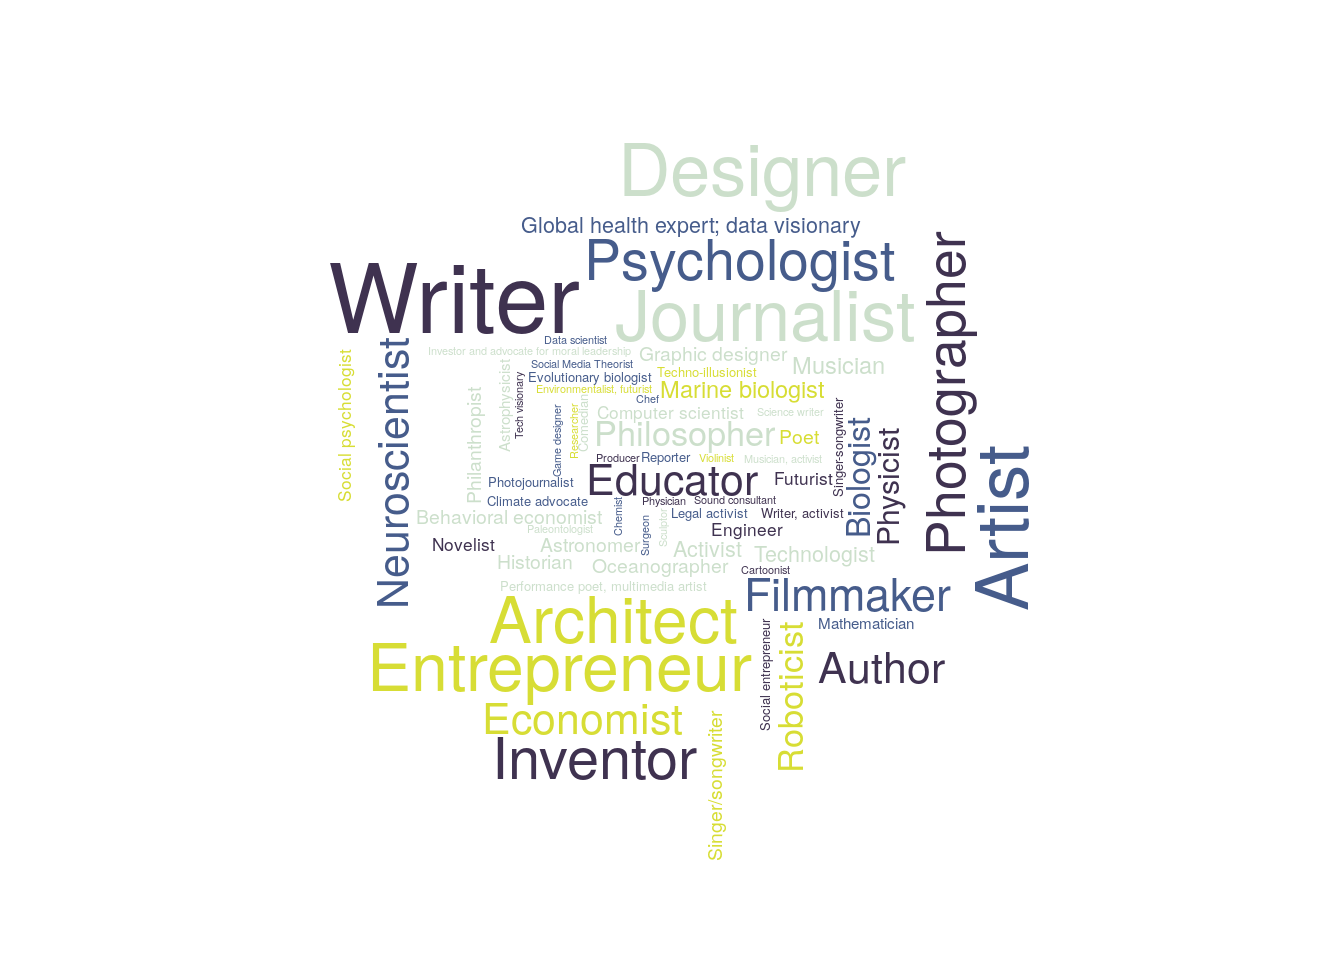 Designer
Global health expert; data visionary
Psychologist
Writer
Journalist
Photographer
Artist
Neuroscientist
Social psychologist
Data scientist
Investor and advocate for moral leadership
Graphic designer
Musician
Social Media Theorist
Techno-illusionist
Evolutionary biologist
Environmentalist, futurist
Marine biologist
Astrophysicist
Tech visionary
Philanthropist
Chef
Comedian
Researcher
Game designer
Computer scientist
Science writer
Philosopher
Poet
Singer-songwriter
Biologist
Physicist
Producer
Reporter
Violinist
Musician, activist
Educator
Futurist
Photojournalist
Climate advocate
Physician
Sound consultant
Chemist
Surgeon
Sculptor
Legal activist
Writer, activist
Behavioral economist
Paleontologist
Engineer
Novelist
Astronomer
Activist
Technologist
Historian
Oceanographer
Cartoonist
Performance poet, multimedia artist
Filmmaker
Architect
Mathematician
Social entrepreneur
Roboticist
Entrepreneur
Author
Economist
Singer/songwriter
Inventor